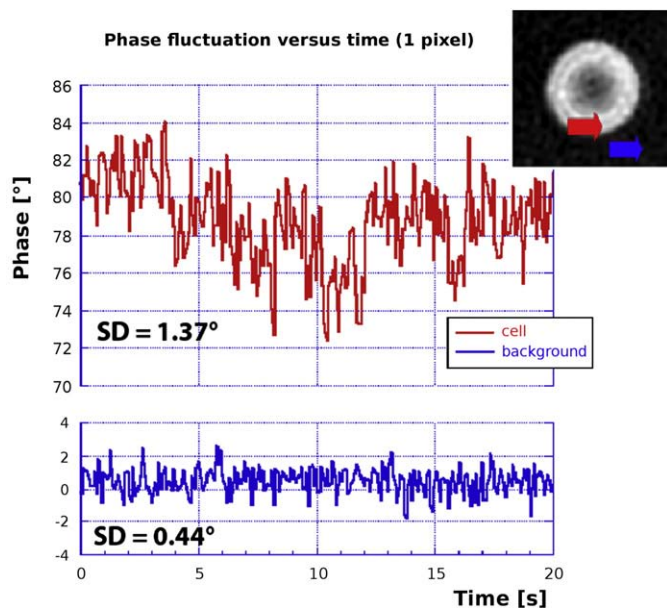 Phase fluctuation versus time (1 pixel)
86
84
82
80
78
76
74
72
70
Phase [°]
SD = 1.37°
cell
background
4
2
0
-2
-4
SD = 0.44°
0
5
10
15
20
Time [s]